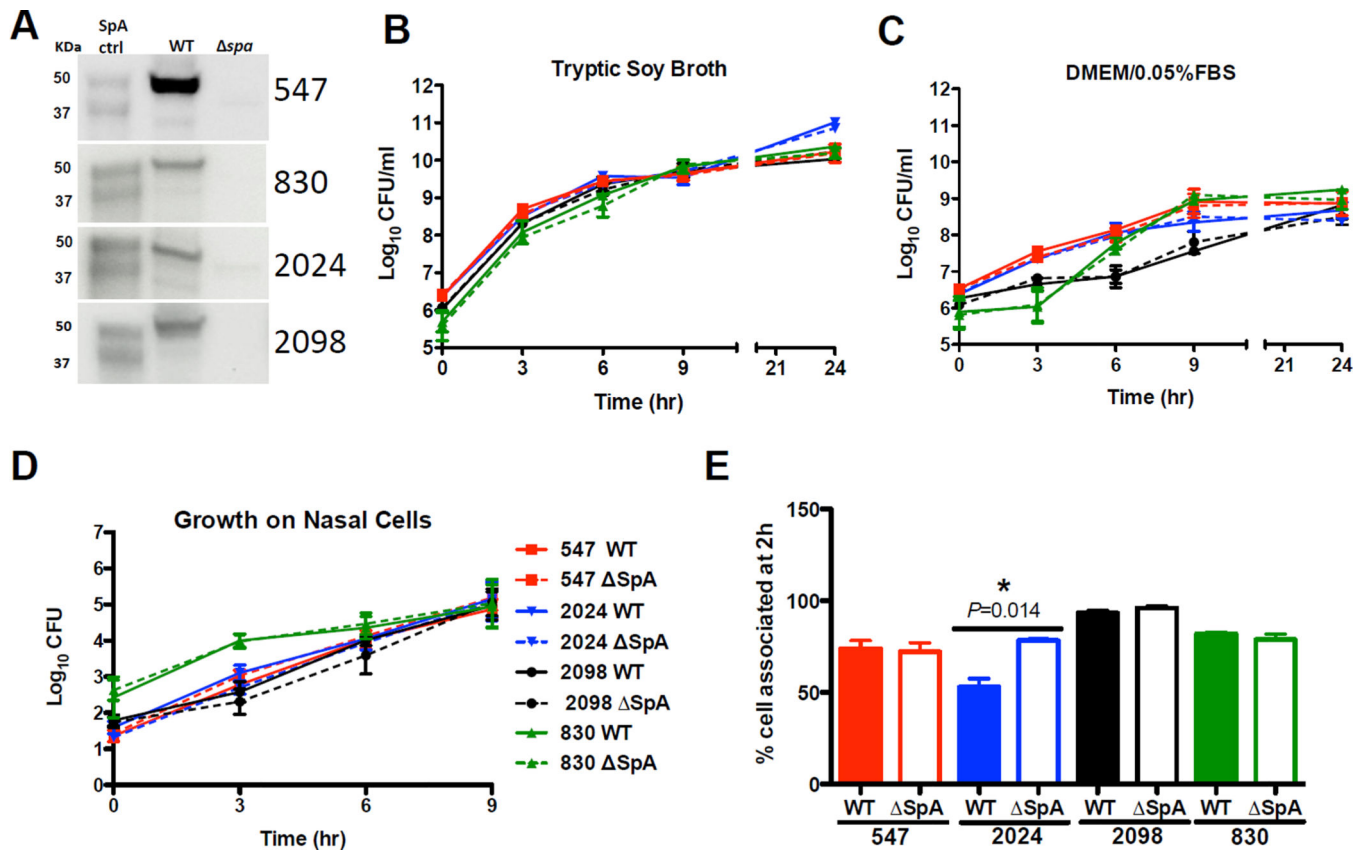 A
SpA
ctrl
WT
Δspa
KDa
50
37
547
50
37
830
50
37
2024
50
37
2098
B
Tryptic Soy Broth
Log10 CFU/ml
12
11
10
9
8
7
6
5
0
3
6
9
21
24
Time (hr)
C
DMEM/0.05%FBS
Log10 CFU/ml
12
11
10
9
8
7
6
5
0
3
6
9
21
24
Time (hr)
D
Growth on Nasal Cells
Log10 CFU
7
6
5
4
3
2
1
0
0
3
6
9
Time (hr)
547 WT
547 ΔSpA
2024 WT
2024 ΔSpA
2098 WT
2098 ΔSpA
830 WT
830 ΔSpA
E
% cell associated at 2h
150
100
50
0
*
P=0.014
WT ΔSpA WT ΔSpA WT ΔSpA WT ΔSpA
547 2024 2098 830